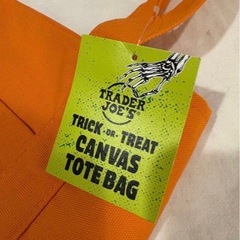 TRADER
JOE'S
TRICK-OR-TREAT
CANVAS
TOTE BAG